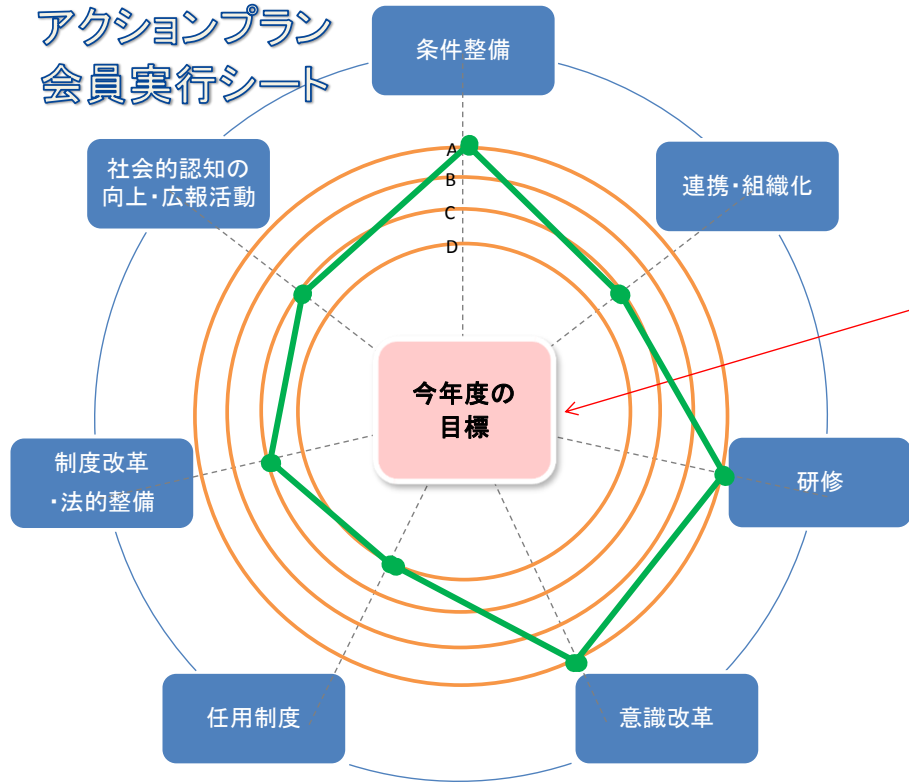 アクションプラン
会員実行シート
条件整備
社会的認知の
向上・広報活動
連携・組織化
A
B
C
D
今年度の
目標
制度改革
・法的整備
研修
任用制度
意識改革